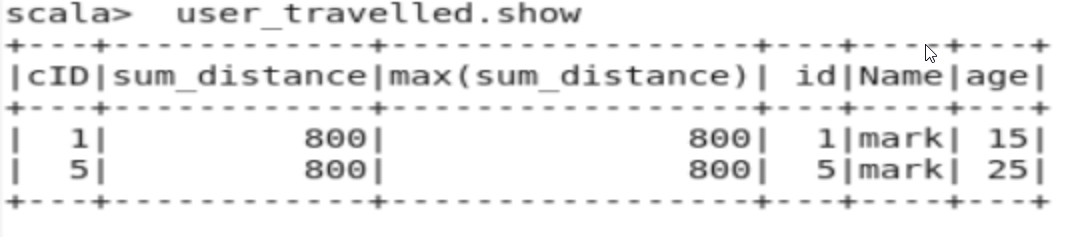 scala>  user_travelled.show
+---+------------+------------------+---+----+---+
|cID|sum_distance|max(sum_distance)| id|Name|age|
+---+------------+------------------+---+----+---+
|  1|         800|              800|  1|mark| 15|
|  5|         800|              800|  5|mark| 25|
+---+------------+------------------+---+----+---+